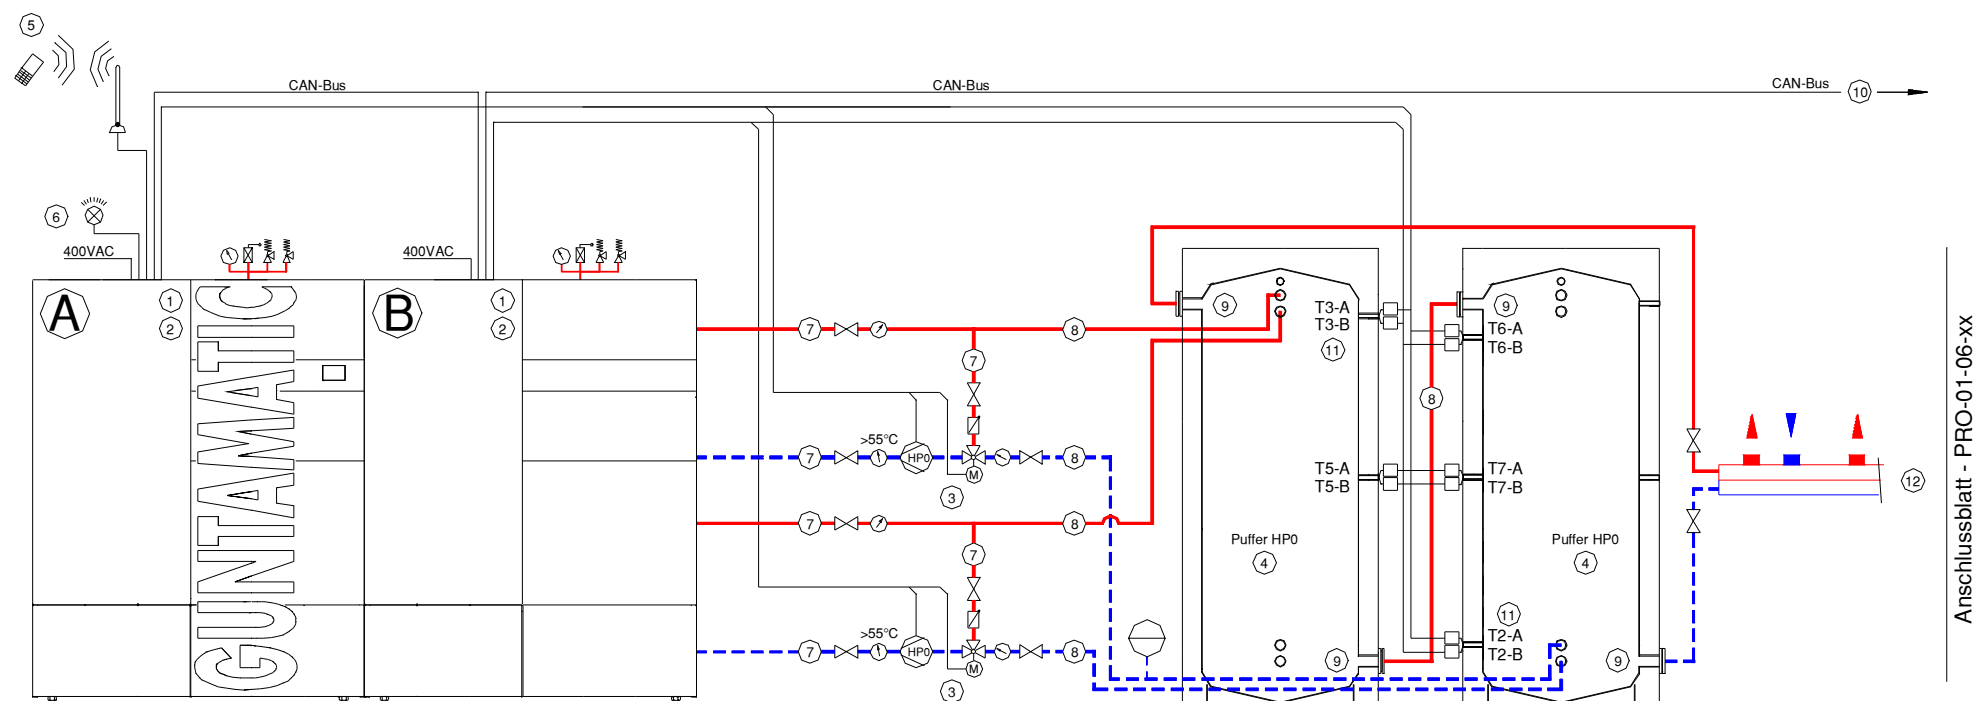 5
CAN-Bus
CAN-Bus
CAN-Bus
10
6
400VAC
400VAC
A
1
2
B
1
2
GUNTAMATIC
9
T3-A
T3-B
11
9
T6-A
T6-B
7
8
7
8
>55°C
7
HP0
8
M
3
T5-A
T5-B
T7-A
T7-B
12
7
8
7
Puffer HP0
4
Puffer HP0
4
11
>55°C
7
HP0
8
M
3
9
T2-A
T2-B
9
Anschlussblatt - PRO-01-06-xx